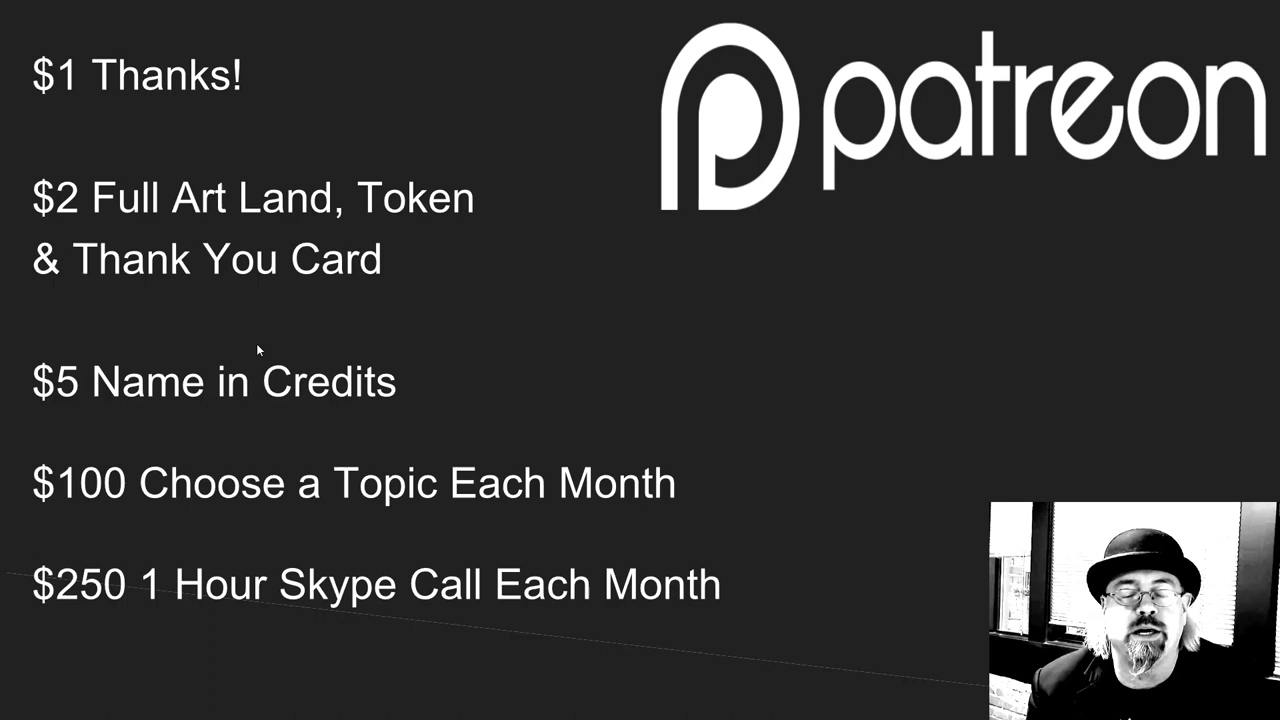 $1 Thanks!
patreon
$2 Full Art Land, Token
& Thank You Card
$5 Name in Credits
$100 Choose a Topic Each Month
$250 1 Hour Skype Call Each Month